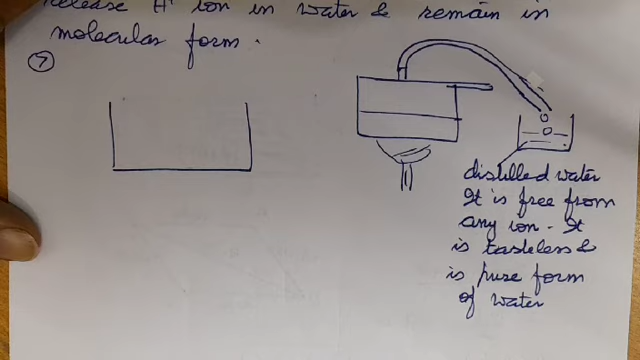 release H⁺ ion in water & remain in
molecular form.
7
distilled water
It is free from
any ion. It
is tasteless &
is pure form
of water